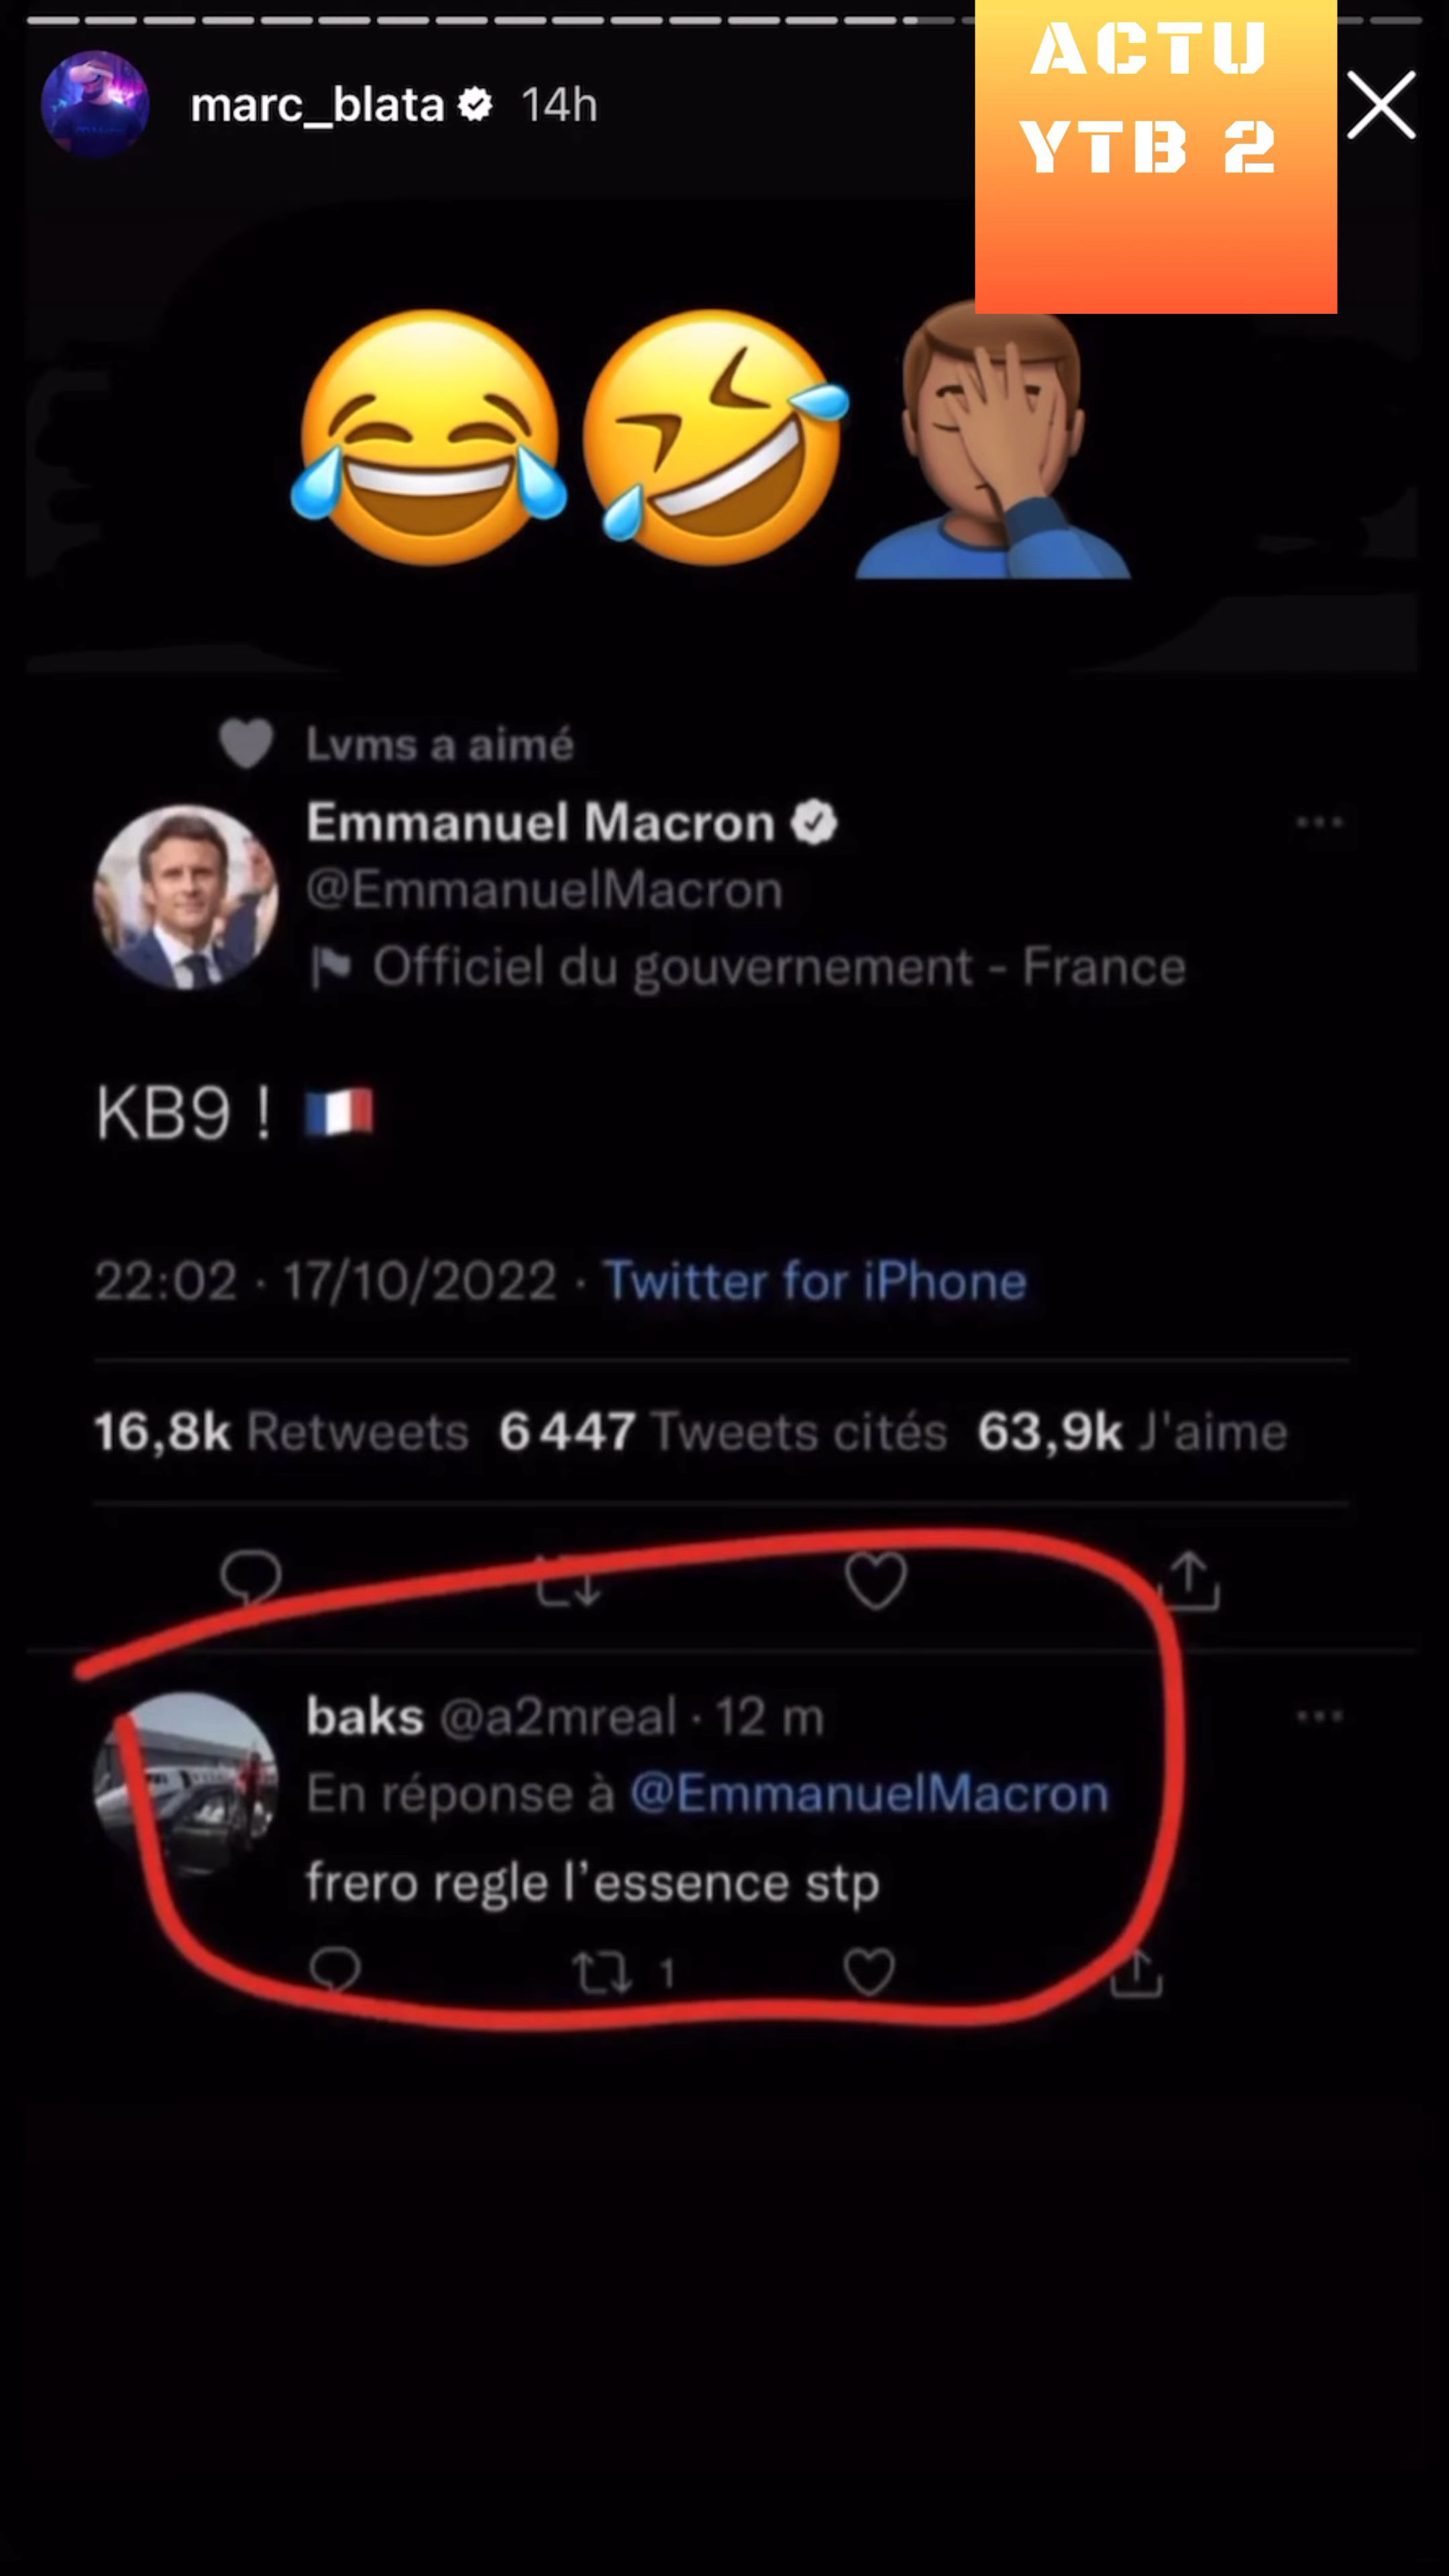 ACTU
YTB 2
marc_blata 14h
😂🤣🤦🏽‍♂️
Lvms a aimé
Emmanuel Macron
@EmmanuelMacron
Officiel du gouvernement - France
KB9 ! 🇫🇷
22:02 · 17/10/2022 · Twitter for iPhone
16,8k Retweets 6 447 Tweets cités 63,9k J'aime
baks @a2mreal · 12 m
En réponse à @EmmanuelMacron
frero regle l’essence stp
1